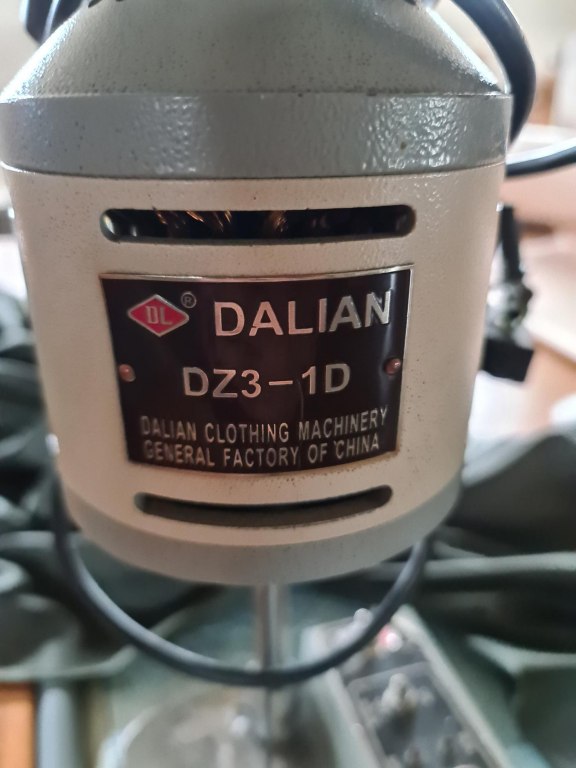 DL ® DALIAN
DZ3-1D
DALIAN CLOTHING MACHINERY
GENERAL FACTORY OF CHINA